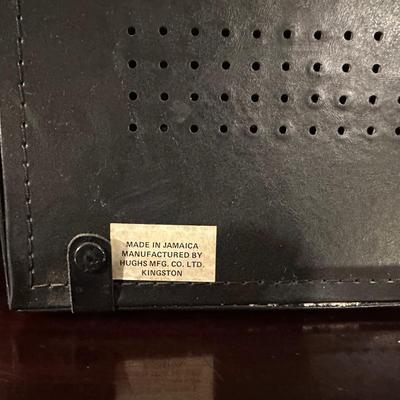 MADE IN JAMAICA
MANUFACTURED BY
HUGHS MFG. CO. LTD.
KINGSTON